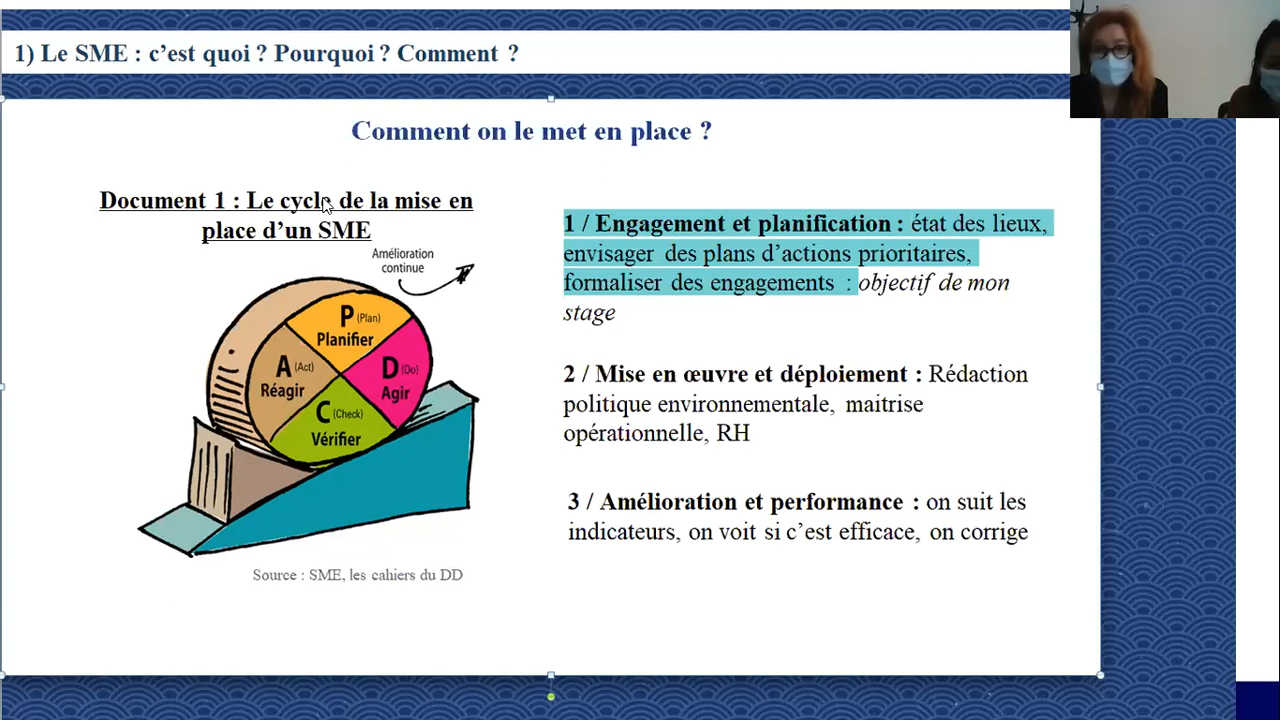 1) Le SME : c’est quoi ? Pourquoi ? Comment ?
Comment on le met en place ?
Document 1 : Le cycle de la mise en
place d’un SME
Amélioration
continue
P (Plan)
Planifier
A (Act)
Réagir
D (Do)
Agir
C (Check)
Vérifier
Source : SME, les cahiers du DD
1 / Engagement et planification : état des lieux,
envisager des plans d’actions prioritaires,
formaliser des engagements : objectif de mon
stage
2 / Mise en œuvre et déploiement : Rédaction
politique environnementale, maitrise
opérationnelle, RH
3 / Amélioration et performance : on suit les
indicateurs, on voit si c’est efficace, on corrige